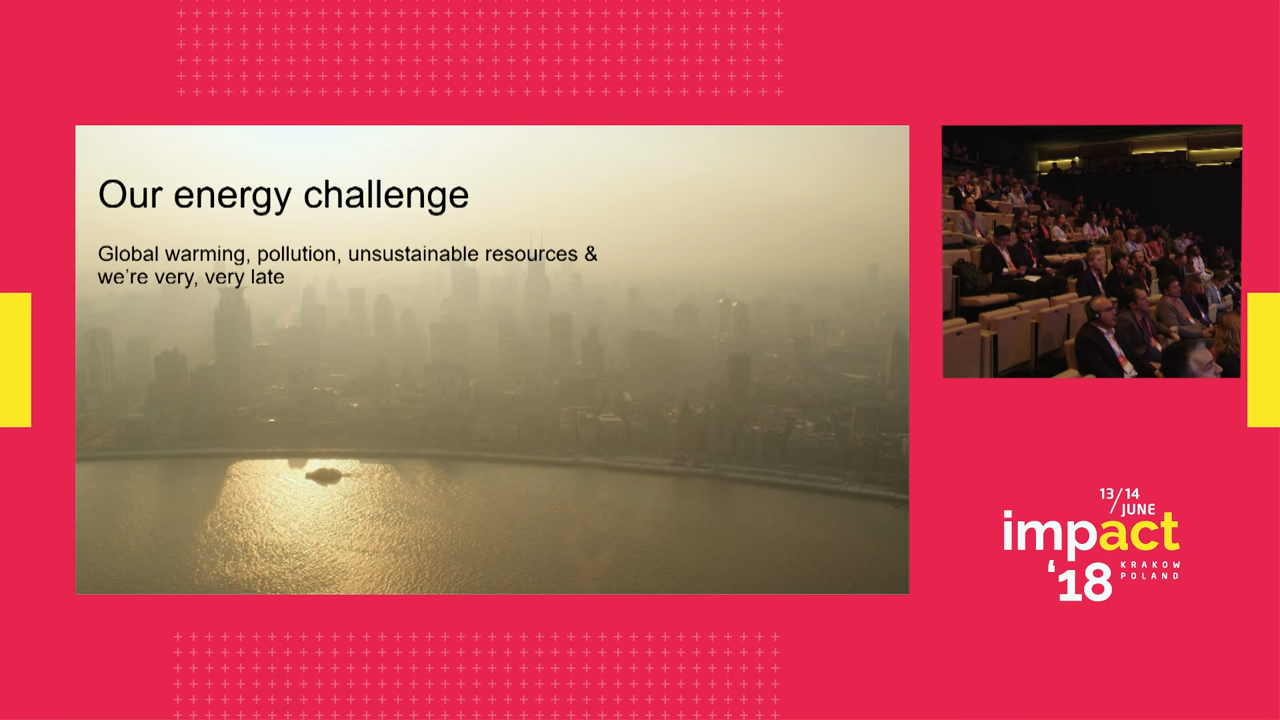 Our energy challenge
Global warming, pollution, unsustainable resources &
we're very, very late
13/14
JUNE
impact
‘18
KRAKOW
POLAND